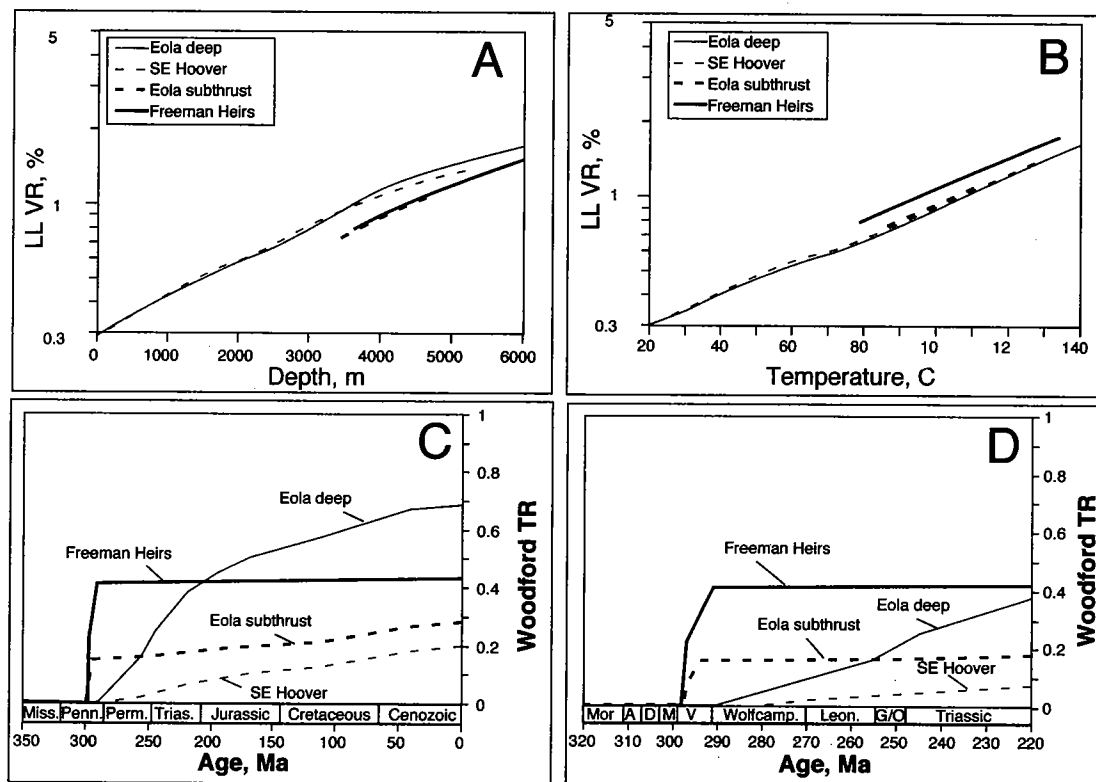 5
Eola deep
SE Hoover
Eola subthrust
Freeman Heirs
A
LL VR, %
1
0.3
0 1000 2000 3000 4000 5000 6000
Depth, m
5
Eola deep
SE Hoover
Eola subthrust
Freeman Heirs
B
LL VR, %
1
0.3
20 40 60 80 10 12 140
Temperature, C
C
1
0.8
0.6
0.4
0.2
0
Woodford TR
Eola deep
Freeman Heirs
Eola subthrust
SE Hoover
Miss. Penn. Perm. Trias. Jurassic Cretaceous Cenozoic
350 300 250 200 150 100 50 0
Age, Ma
D
1
0.8
0.6
0.4
0.2
0
Woodford TR
Freeman Heirs
Eola deep
Eola subthrust
SE Hoover
Mor A D M V Wolfcamp. Leon. G/O Triassic
320 310 300 290 280 270 260 250 240 230 220
Age, Ma